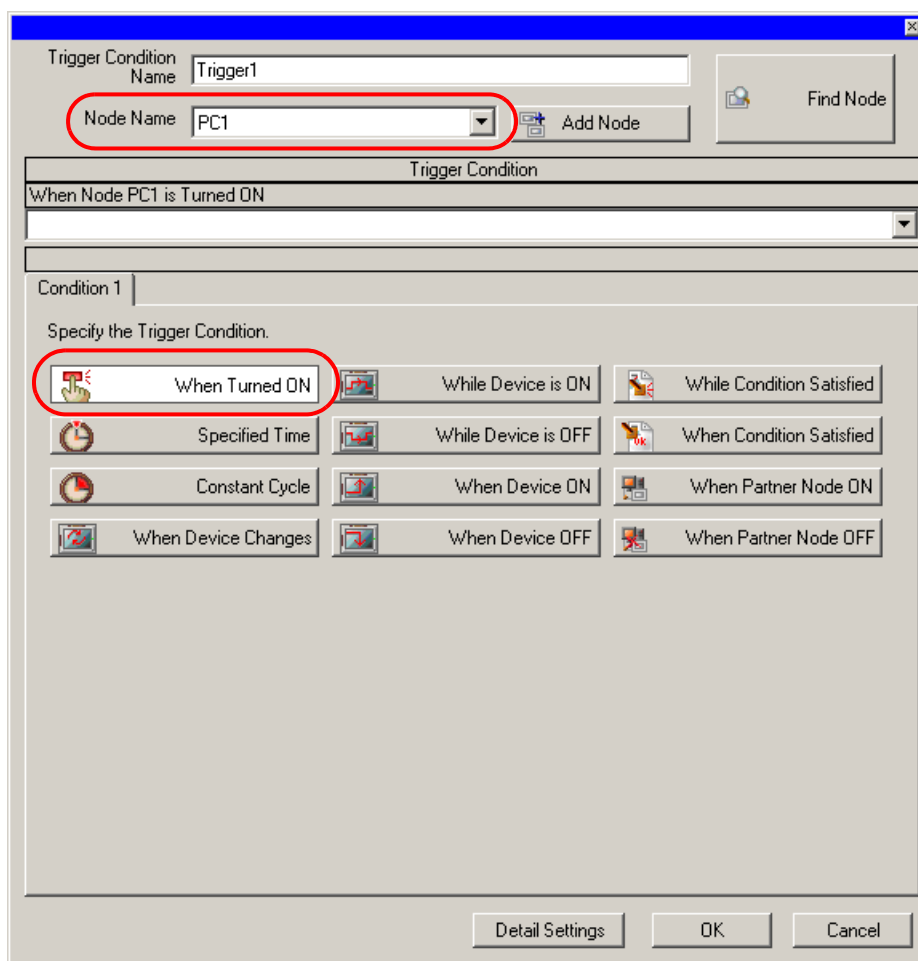 Trigger Condition
Name
Trigger1
Find Node
Node Name
PC1
Add Node
Trigger Condition
When Node PC1 is Turned ON
Condition 1
Specify the Trigger Condition.
When Turned ON
While Device is ON
While Condition Satisfied
Specified Time
While Device is OFF
When Condition Satisfied
Constant Cycle
When Device ON
When Partner Node ON
When Device Changes
When Device OFF
When Partner Node OFF
Detail Settings
OK
Cancel